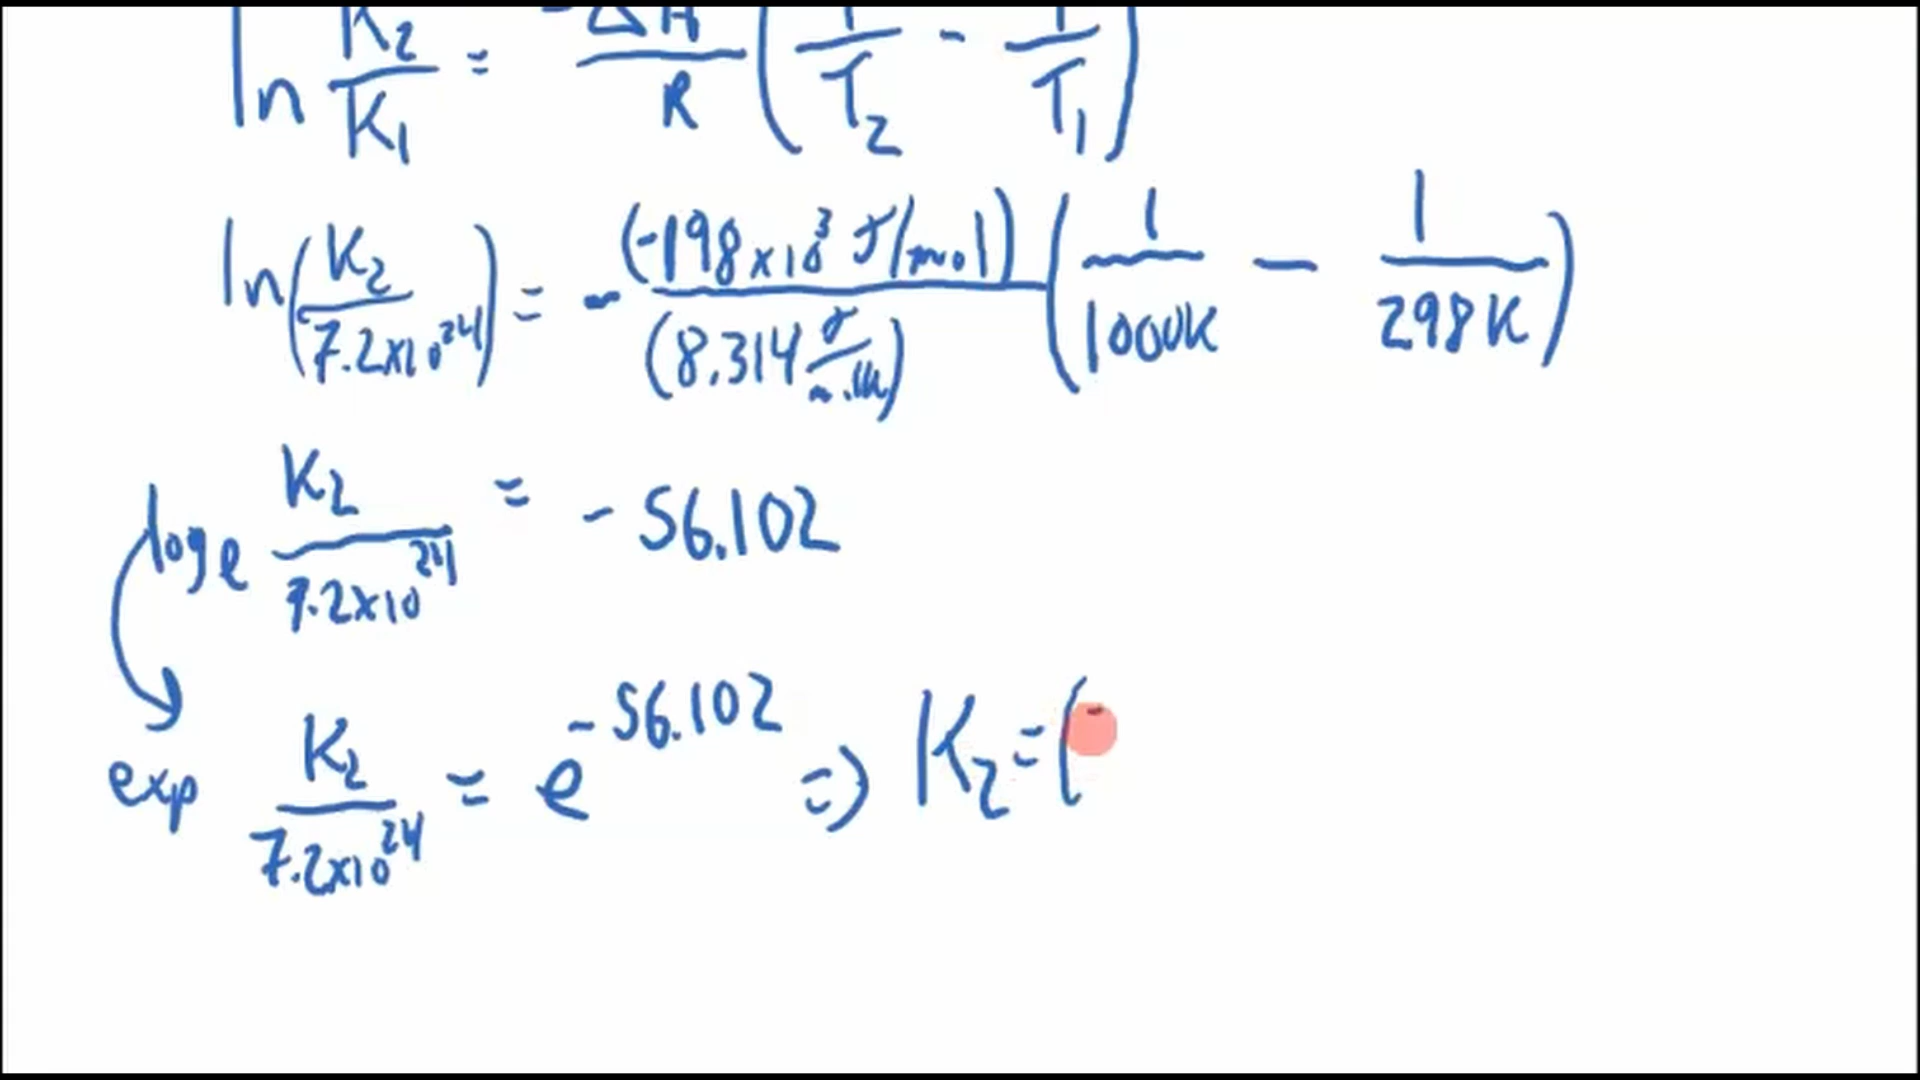 ln K₂/K₁ = -ΔH/R (1/T₂ - 1/T₁)
ln(K₂/7.2x10²⁴) = - (-198x10³ J/mol)/(8.314 J/mol K) (1/1000K - 1/298K)
logₑ K₂/7.2x10²⁴ = - 56.102
exp K₂/7.2x10²⁴ = e^-56.102 => K₂=(